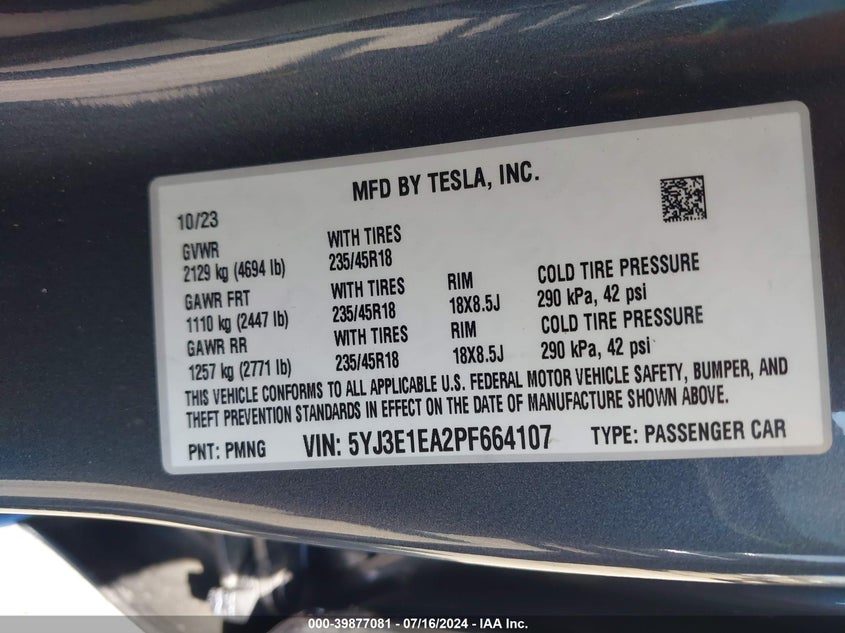 MFD BY TESLA, INC.
10/23
GVWR WITH TIRES
2129 kg (4694 lb) 235/45R18
GAWR FRT WITH TIRES RIM COLD TIRE PRESSURE
1110 kg (2447 lb) 235/45R18 18X8.5J 290 kPa, 42 psi
GAWR RR WITH TIRES RIM COLD TIRE PRESSURE
1257 kg (2771 lb) 235/45R18 18X8.5J 290 kPa, 42 psi
THIS VEHICLE CONFORMS TO ALL APPLICABLE U.S. FEDERAL MOTOR VEHICLE SAFETY, BUMPER, AND
THEFT PREVENTION STANDARDS IN EFFECT ON THE DATE OF MANUFACTURE SHOWN ABOVE.
PNT: PMNG VIN: 5YJ3E1EA2PF664107 TYPE: PASSENGER CAR
000-39877081 - 07/16/2024 - IAA Inc.